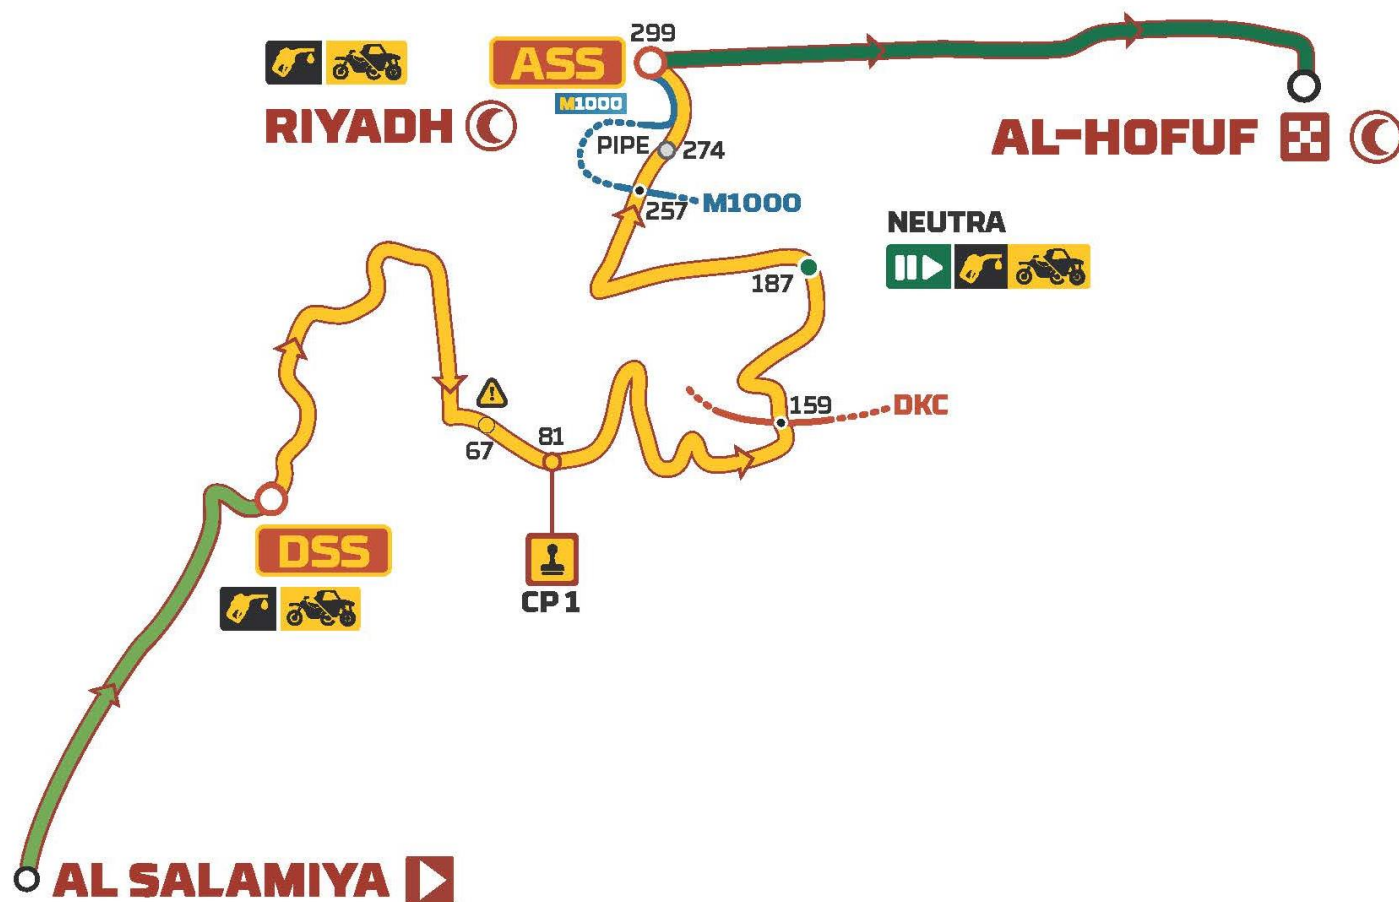 299
ASS
M1000
RIYADH
PIPE
274
AL-HOFUF
M1000
257
NEUTRA
187
159
DKC
67
81
DSS
CP 1
AL SALAMIYA